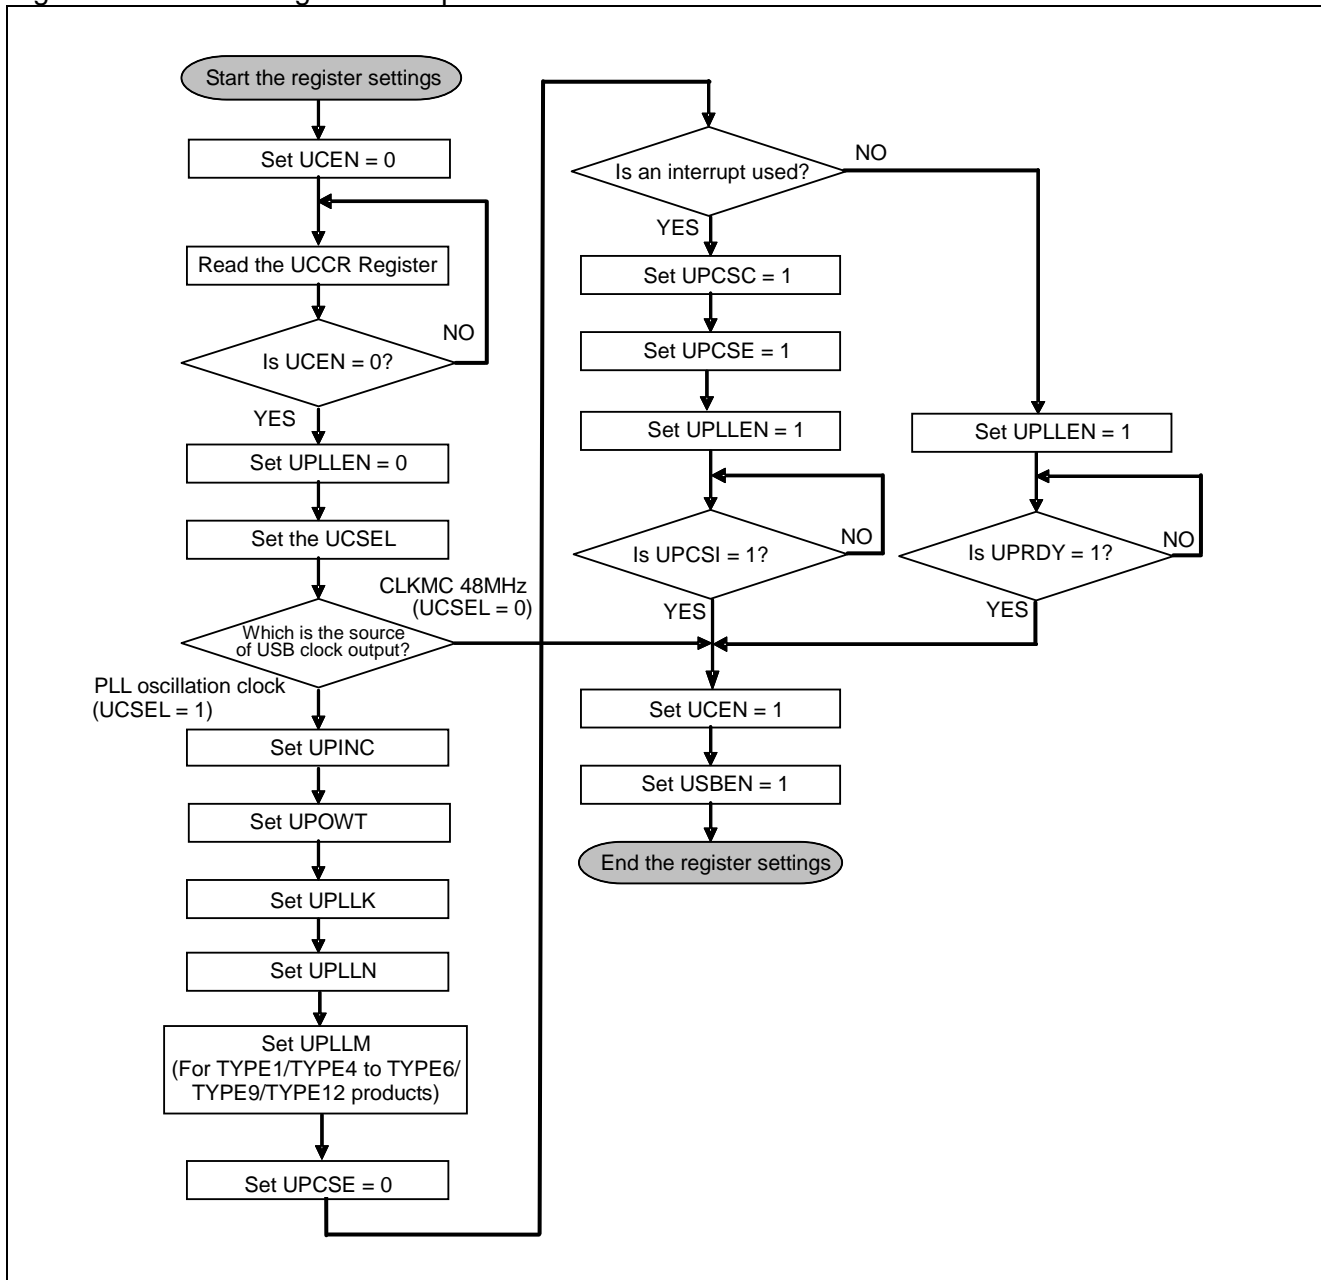 Start the register settings
Set UCEN = 0
Read the UCCR Register
Is UCEN = 0?
NO
YES
Set UPLLEN = 0
Set the UCSEL
CLKMC 48MHz
(UCSEL = 0)
Which is the source
of USB clock output?
PLL oscillation clock
(UCSEL = 1)
Set UPINC
Set UPOWT
Set UPLLK
Set UPLLN
Set UPLLM
(For TYPE1/TYPE4 to TYPE6/
TYPE9/TYPE12 products)
Set UPCSE = 0
Is an interrupt used?
NO
YES
Set UPCSC = 1
Set UPCSE = 1
Set UPLLEN = 1
Is UPCSI = 1?
NO
YES
Set UPLLEN = 1
Is UPRDY = 1?
NO
YES
Set UCEN = 1
Set USBEN = 1
End the register settings